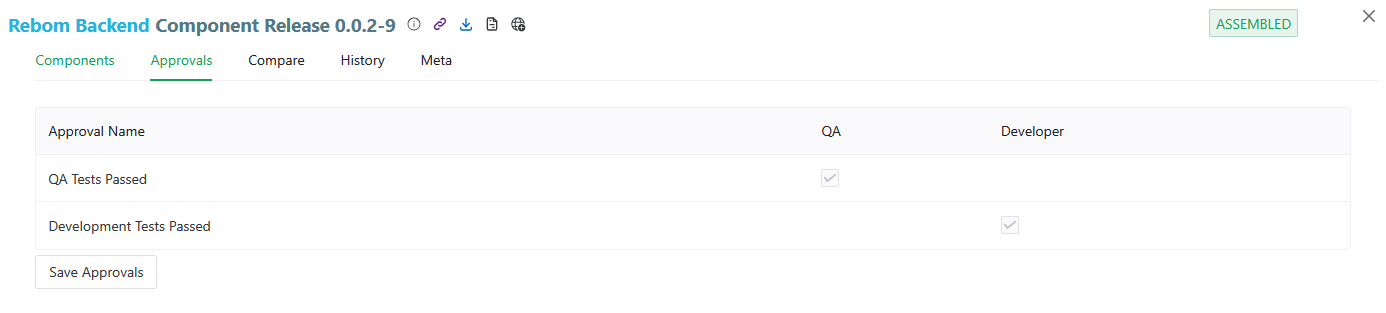 Rebom Backend Component Release 0.0.2-9
ASSEMBLED
Components Approvals Compare History Meta
Approval Name QA Developer
QA Tests Passed
Development Tests Passed
Save Approvals